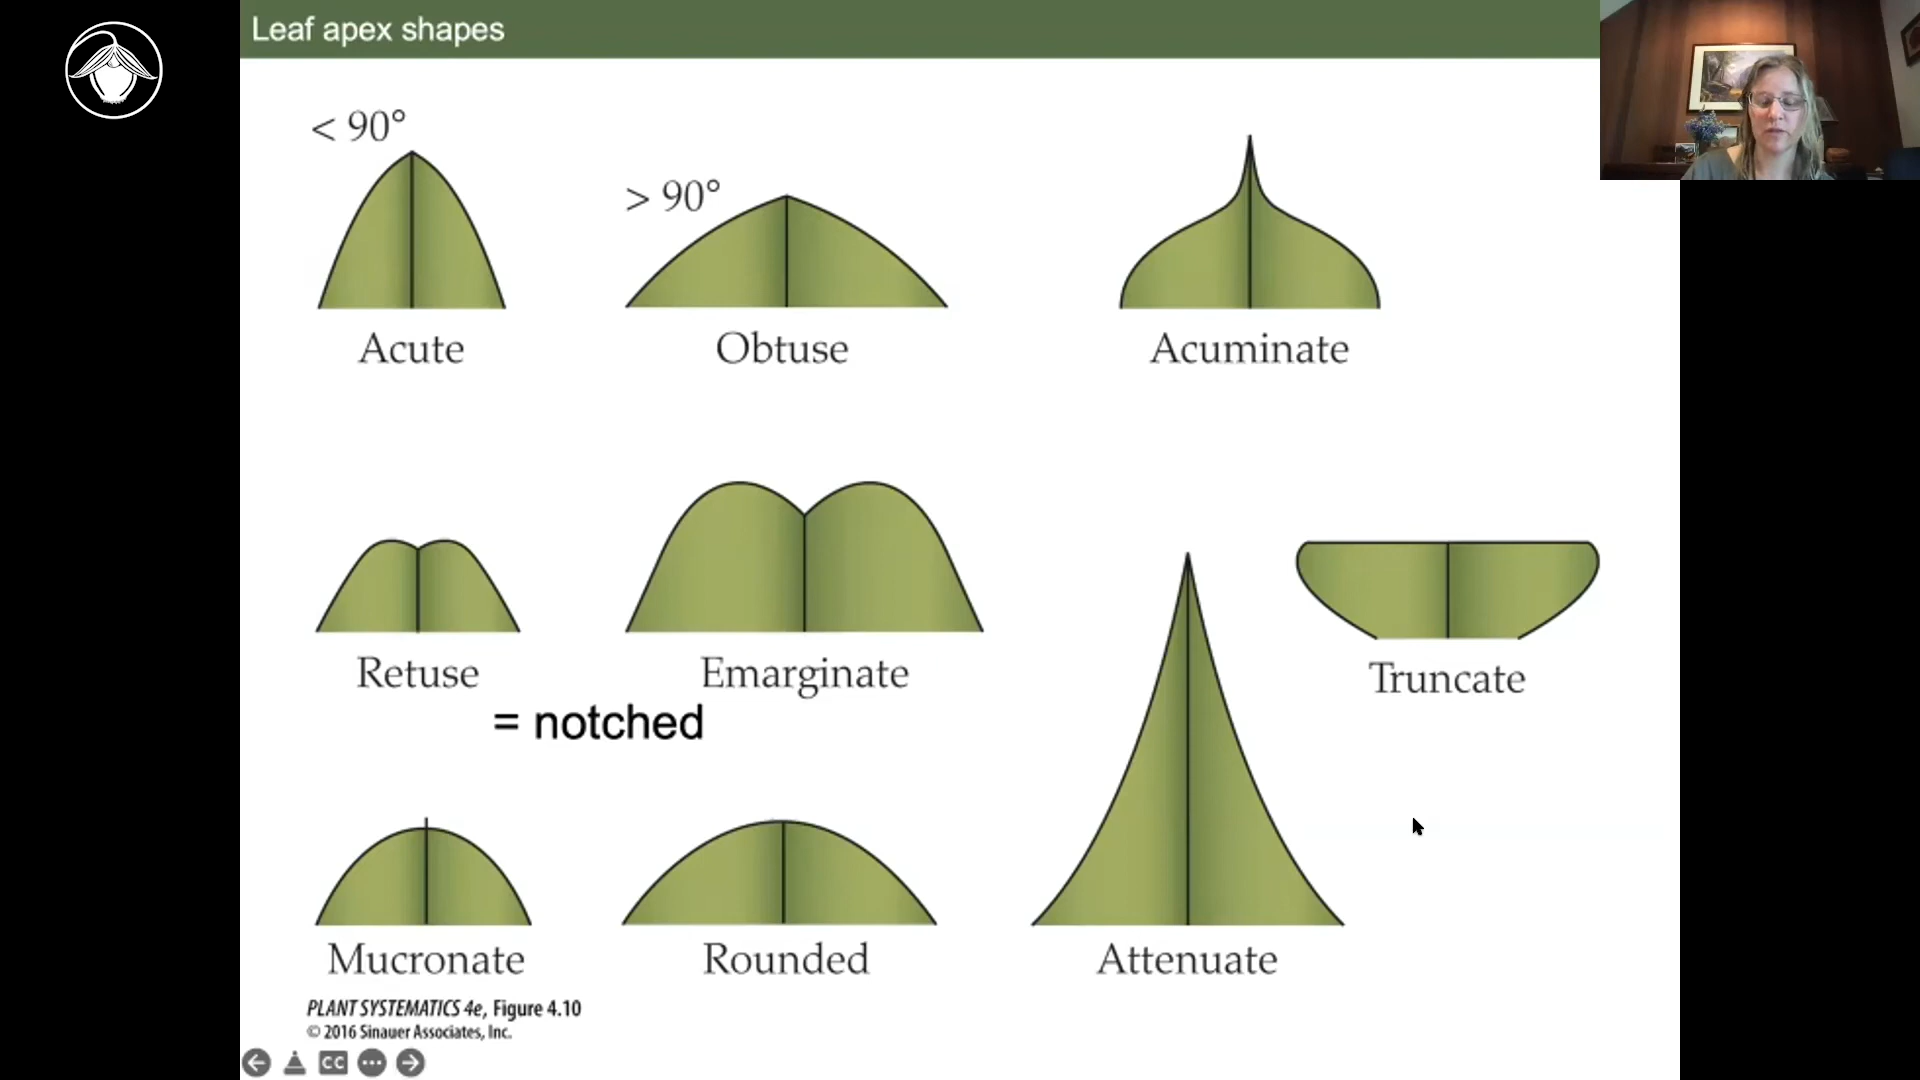 Leaf apex shapes
< 90°
> 90°
Acute
Obtuse
Acuminate
Retuse
Emarginate
Truncate
= notched
Mucronate
Rounded
Attenuate
PLANT SYSTEMATICS 4e, Figure 4.10
© 2016 Sinauer Associates, Inc.
CC